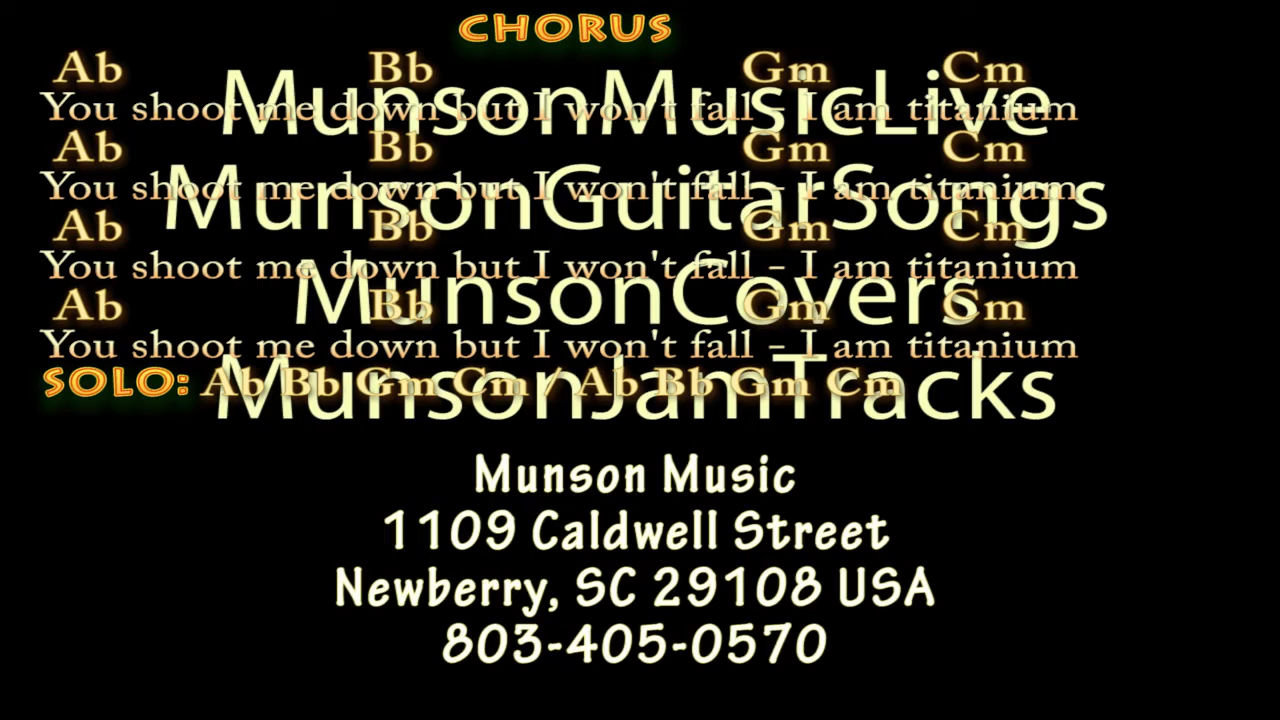 CHORUS
Ab Bb Gm Cm
MunsonMusicLive
You shoot me down but I won't fall - I am titanium
Ab Bb Gm Cm
You shoot me down but I won't fall - I am titanium
MunsonGuitarSongs
Ab Bb Gm Cm
You shoot me down but I won't fall - I am titanium
MunsonCovers
Ab Bb Gm Cm
You shoot me down but I won't fall - I am titanium
SOLO: Ab Bb Gm Cm / Ab Bb Gm Cm
MunsonJamTracks
Munson Music
1109 Caldwell Street
Newberry, SC 29108 USA
803-405-0570